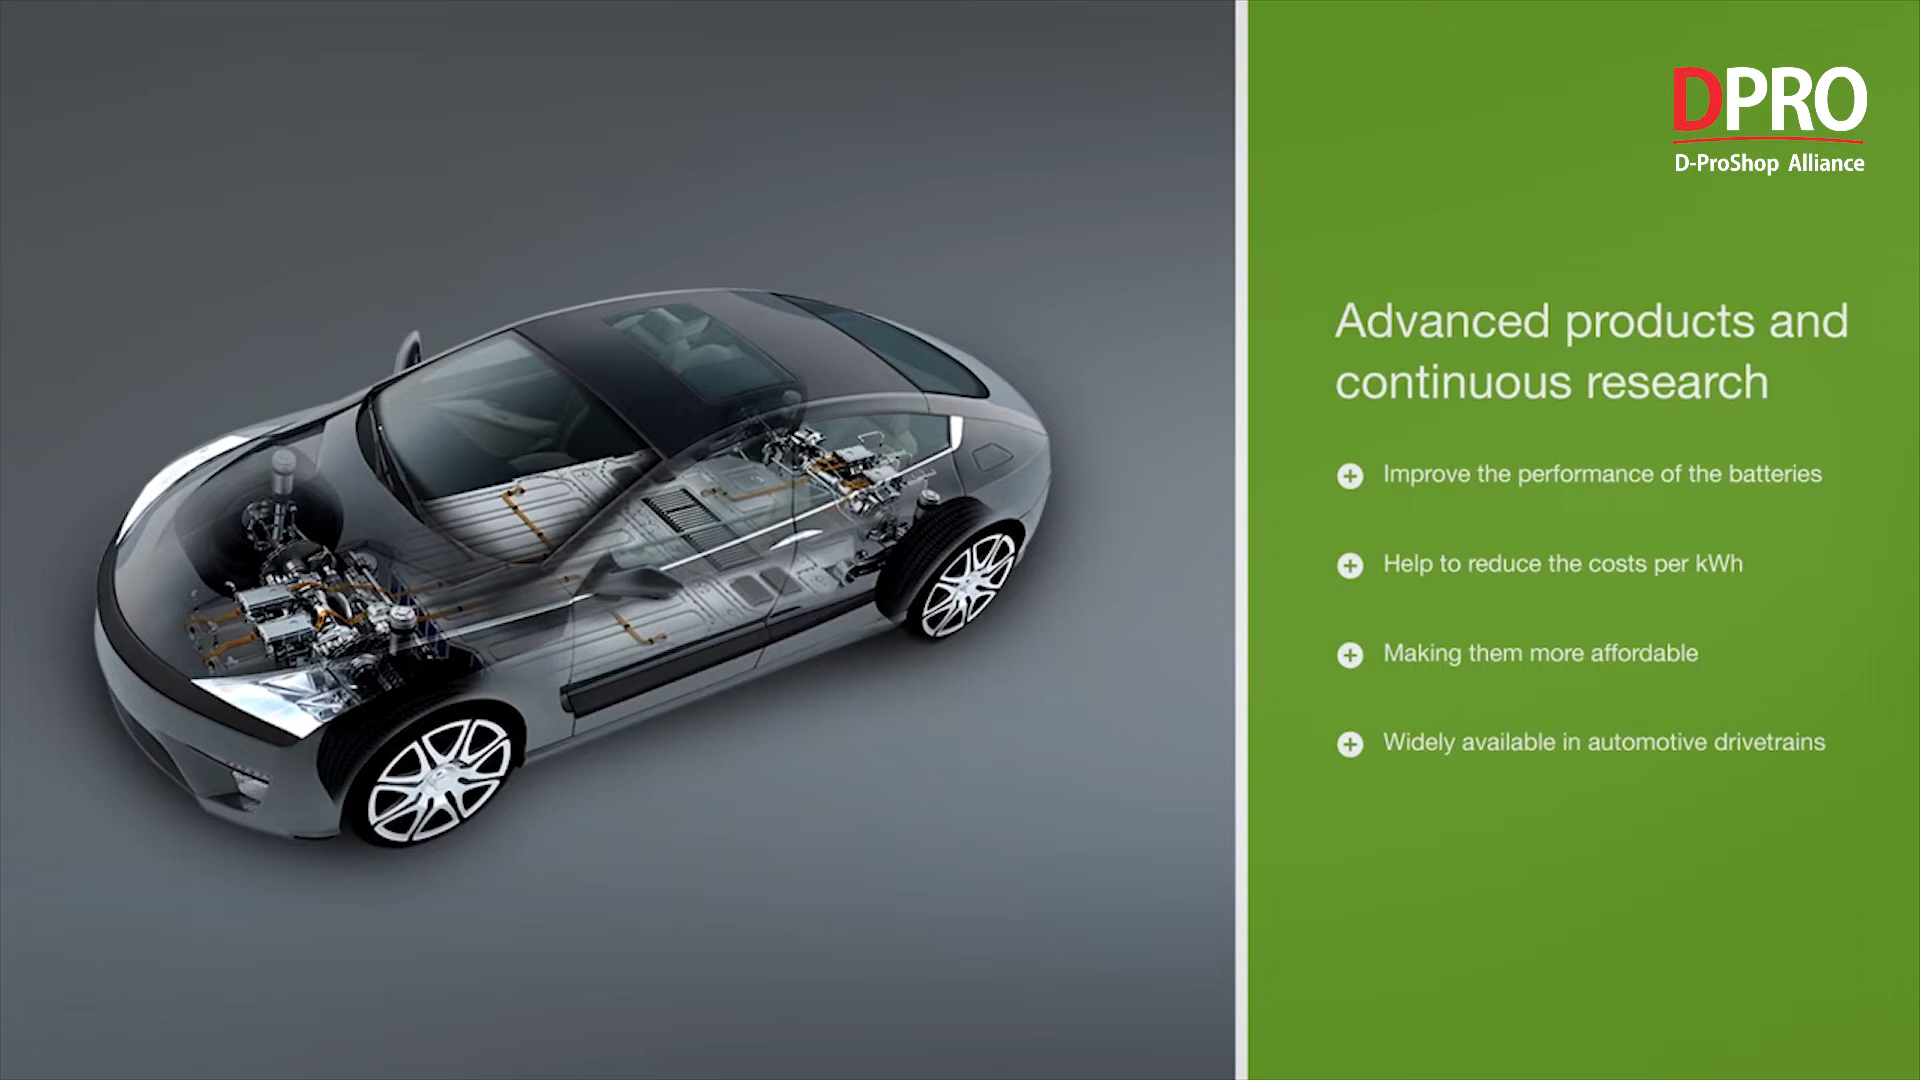 DPRO
D-ProShop Alliance
Advanced products and
continuous research
Improve the performance of the batteries
Help to reduce the costs per kWh
Making them more affordable
Widely available in automotive drivetrains